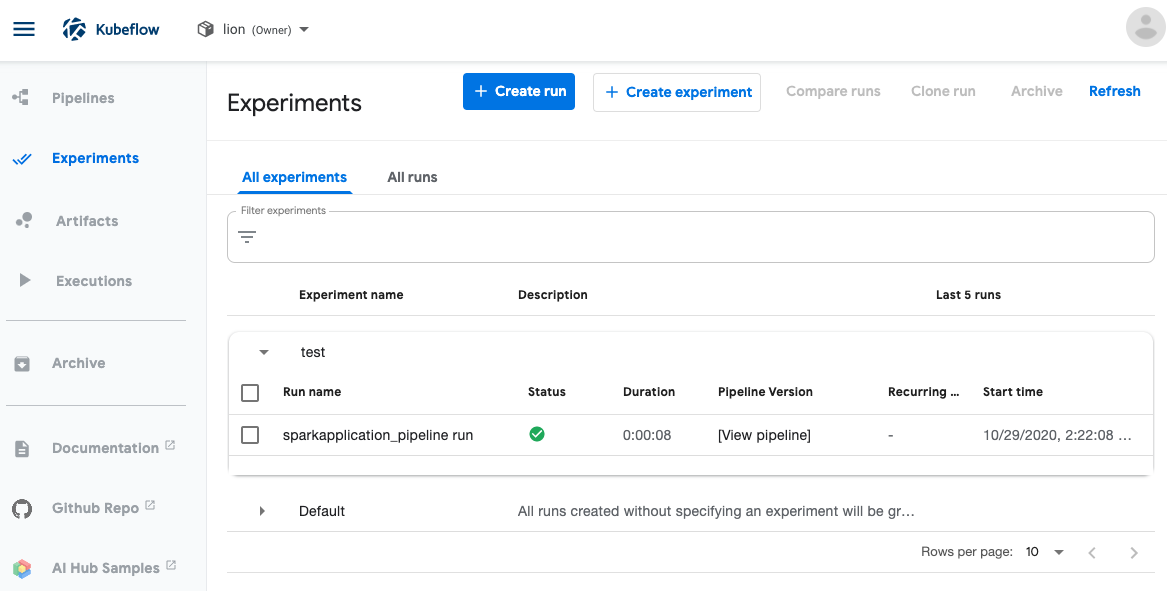 Kubeflow
lion (Owner)
Pipelines
Experiments
Artifacts
Executions
Archive
Documentation
Github Repo
AI Hub Samples
Experiments
+ Create run
+ Create experiment
Compare runs
Clone run
Archive
Refresh
All experiments
All runs
Filter experiments
Experiment name Description Last 5 runs
test
Run name Status Duration Pipeline Version Recurring ... Start time
sparkapplication_pipeline run 0:00:08 [View pipeline] - 10/29/2020, 2:22:08 ...
Default All runs created without specifying an experiment will be gr...
Rows per page: 10